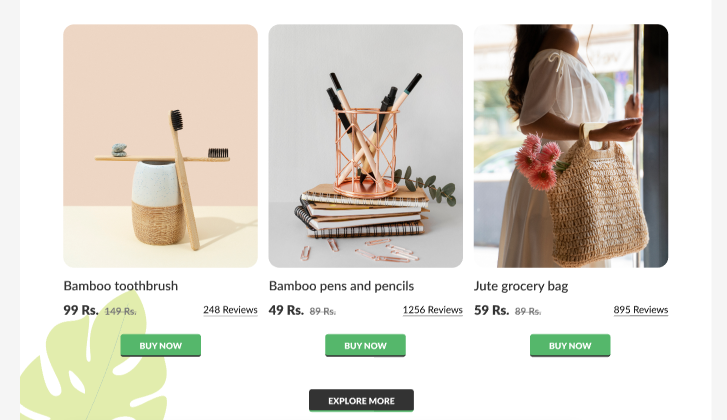 Bamboo toothbrush
99 Rs. 149 Rs. 248 Reviews
BUY NOW
Bamboo pens and pencils
49 Rs. 89 Rs. 1256 Reviews
BUY NOW
Jute grocery bag
59 Rs. 89 Rs. 895 Reviews
BUY NOW
EXPLORE MORE